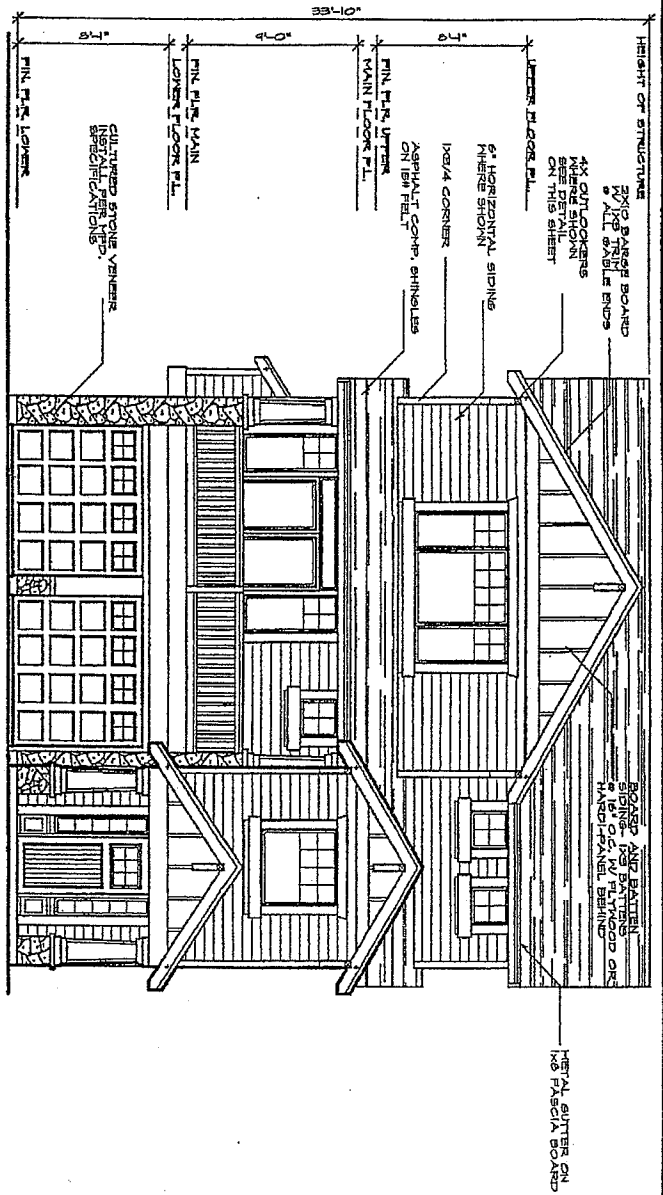 HEIGHT OF STRUCTURE
2X10 BARGE BOARD
W/ 1X3 TRIM
@ ALL GABLE ENDS
4X OUTLOOKERS
WHERE SHOWN
SEE DETAIL
ON THIS SHEET
UPPER FLOOR P.L.
6" HORIZONTAL SIDING
WHERE SHOWN
1X3/4 CORNER
ASPHALT COMP. SHINGLES
ON 15# FELT
FIN. FLR. UPPER
MAIN FLOOR P.L.
FIN. FLR. MAIN
LOWER FLOOR P.L.
CULTURED STONE VENEER
INSTALL PER MFD.
SPECIFICATIONS
FIN. FLR. LOWER
33'-10"
8'-1"
9'-0"
8'-1"
BOARD AND BATTEN
SIDING- 1X3 BATTENS
@ 16" O.C. W/ PLYWOOD OR
HARDI-PANEL BEHIND
METAL GUTTER ON
1X8 FASCIA BOARD